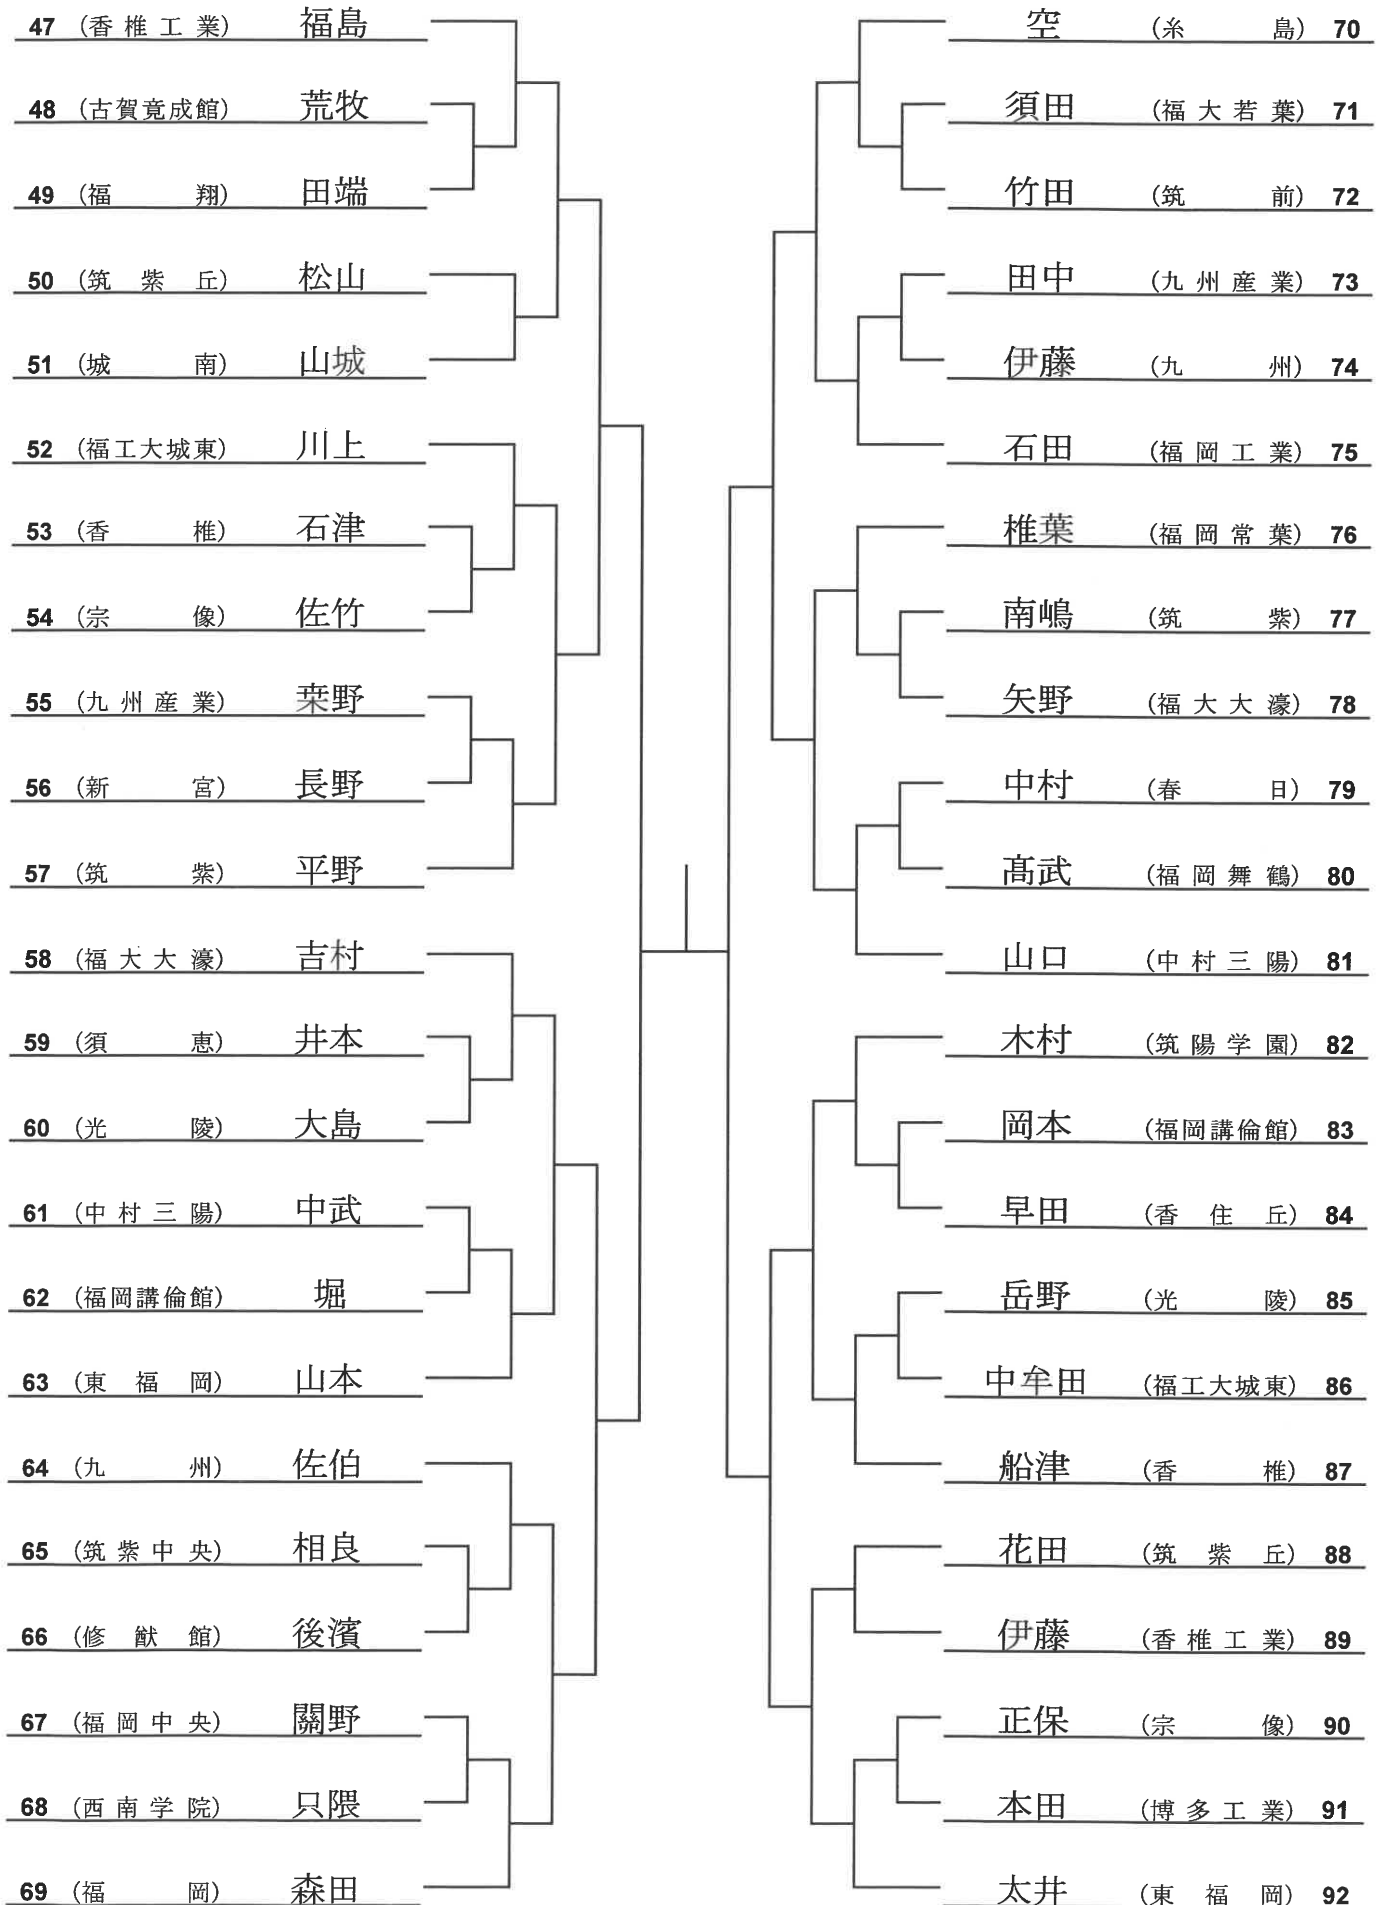 47 (香椎工業) 福島
48 (古賀竟成館) 荒牧
49 (福翔) 田端
50 (筑紫丘) 松山
51 (城南) 山城
52 (福工大城東) 川上
53 (香椎) 石津
54 (宗像) 佐竹
55 (九州産業) 桒野
56 (新宮) 長野
57 (筑紫) 平野
58 (福大大濠) 吉村
59 (須恵) 井本
60 (光陵) 大島
61 (中村三陽) 中武
62 (福岡講倫館) 堀
63 (東福岡) 山本
64 (九州) 佐伯
65 (筑紫中央) 相良
66 (修猷館) 後濱
67 (福岡中央) 關野
68 (西南学院) 只隈
69 (福岡) 森田
空 (糸島) 70
須田 (福大若葉) 71
竹田 (筑前) 72
田中 (九州産業) 73
伊藤 (九州) 74
石田 (福岡工業) 75
椎葉 (福岡常葉) 76
南嶋 (筑紫) 77
矢野 (福大大濠) 78
中村 (春日) 79
髙武 (福岡舞鶴) 80
山口 (中村三陽) 81
木村 (筑陽学園) 82
岡本 (福岡講倫館) 83
早田 (香住丘) 84
岳野 (光陵) 85
中牟田 (福工大城東) 86
船津 (香椎) 87
花田 (筑紫丘) 88
伊藤 (香椎工業) 89
正保 (宗像) 90
本田 (博多工業) 91
太井 (東福岡) 92